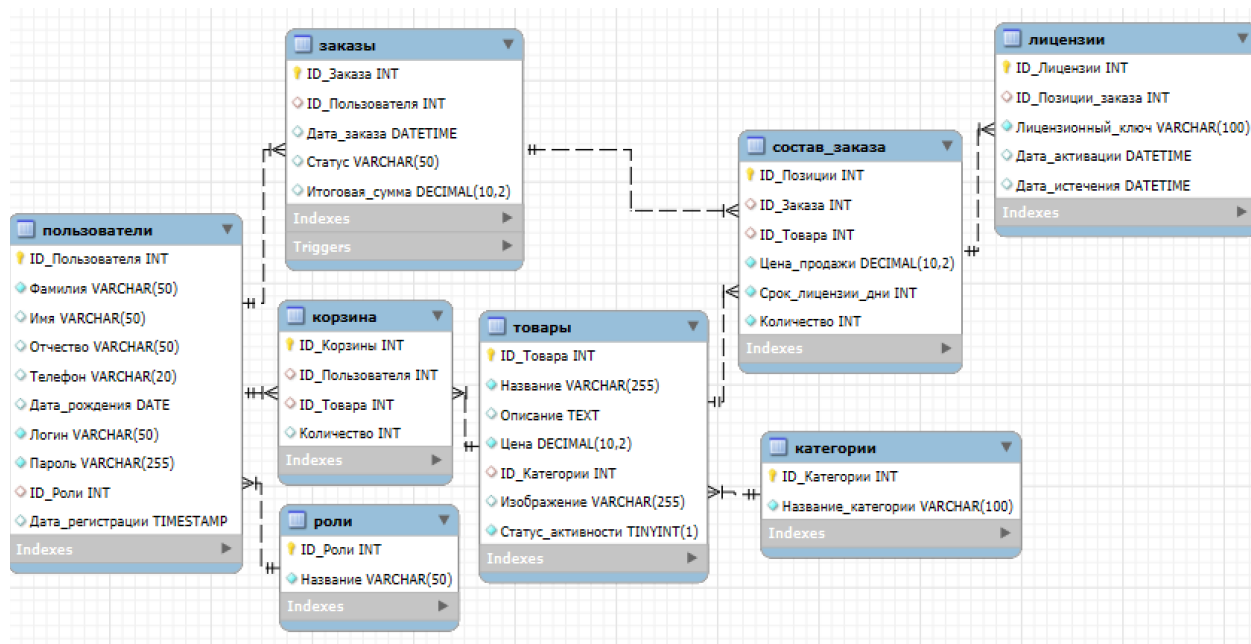 заказы
ID_Заказа INT
ID_Пользователя INT
Дата_заказа DATETIME
Статус VARCHAR(50)
Итоговая_сумма DECIMAL(10,2)
Indexes
Triggers
лицензии
ID_Лицензии INT
ID_Позиции_заказа INT
Лицензионный_ключ VARCHAR(100)
Дата_активации DATETIME
Дата_истечения DATETIME
Indexes
состав_заказа
ID_Позиции INT
ID_Заказа INT
ID_Товара INT
Цена_продажи DECIMAL(10,2)
Срок_лицензии_дни INT
Количество INT
Indexes
пользователи
ID_Пользователя INT
Фамилия VARCHAR(50)
Имя VARCHAR(50)
Отчество VARCHAR(50)
Телефон VARCHAR(20)
Дата_рождения DATE
Логин VARCHAR(50)
Пароль VARCHAR(255)
ID_Роли INT
Дата_регистрации TIMESTAMP
Indexes
корзина
ID_Корзины INT
ID_Пользователя INT
ID_Товара INT
Количество INT
Indexes
товары
ID_Товара INT
Название VARCHAR(255)
Описание TEXT
Цена DECIMAL(10,2)
ID_Категории INT
Изображение VARCHAR(255)
Статус_активности TINYINT(1)
Indexes
категории
ID_Категории INT
Название_категории VARCHAR(100)
Indexes
роли
ID_Роли INT
Название VARCHAR(50)
Indexes